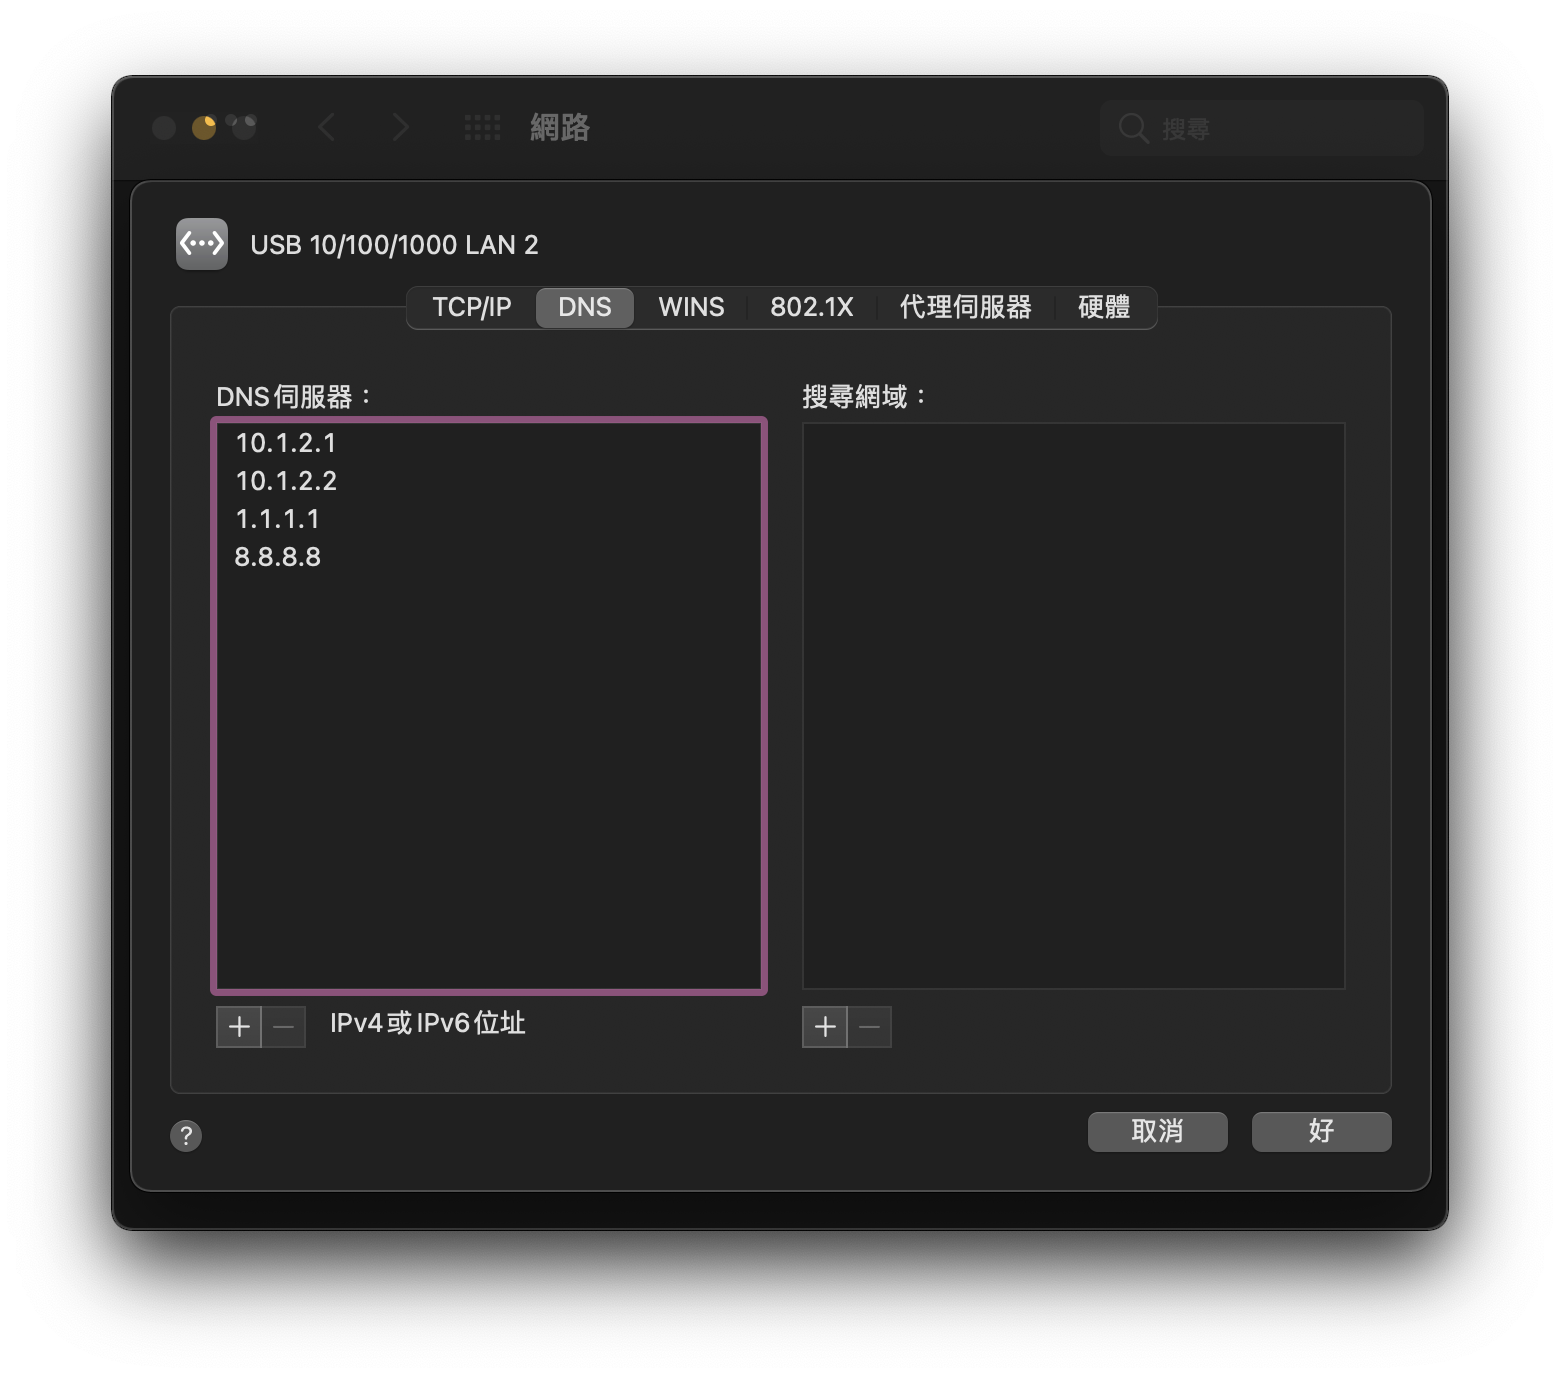 網路
搜尋
USB 10/100/1000 LAN 2
TCP/IP DNS WINS 802.1X 代理伺服器 硬體
DNS伺服器：
搜尋網域：
10.1.2.1
10.1.2.2
1.1.1.1
8.8.8.8
+ − IPv4或IPv6位址
+ −
?
取消
好